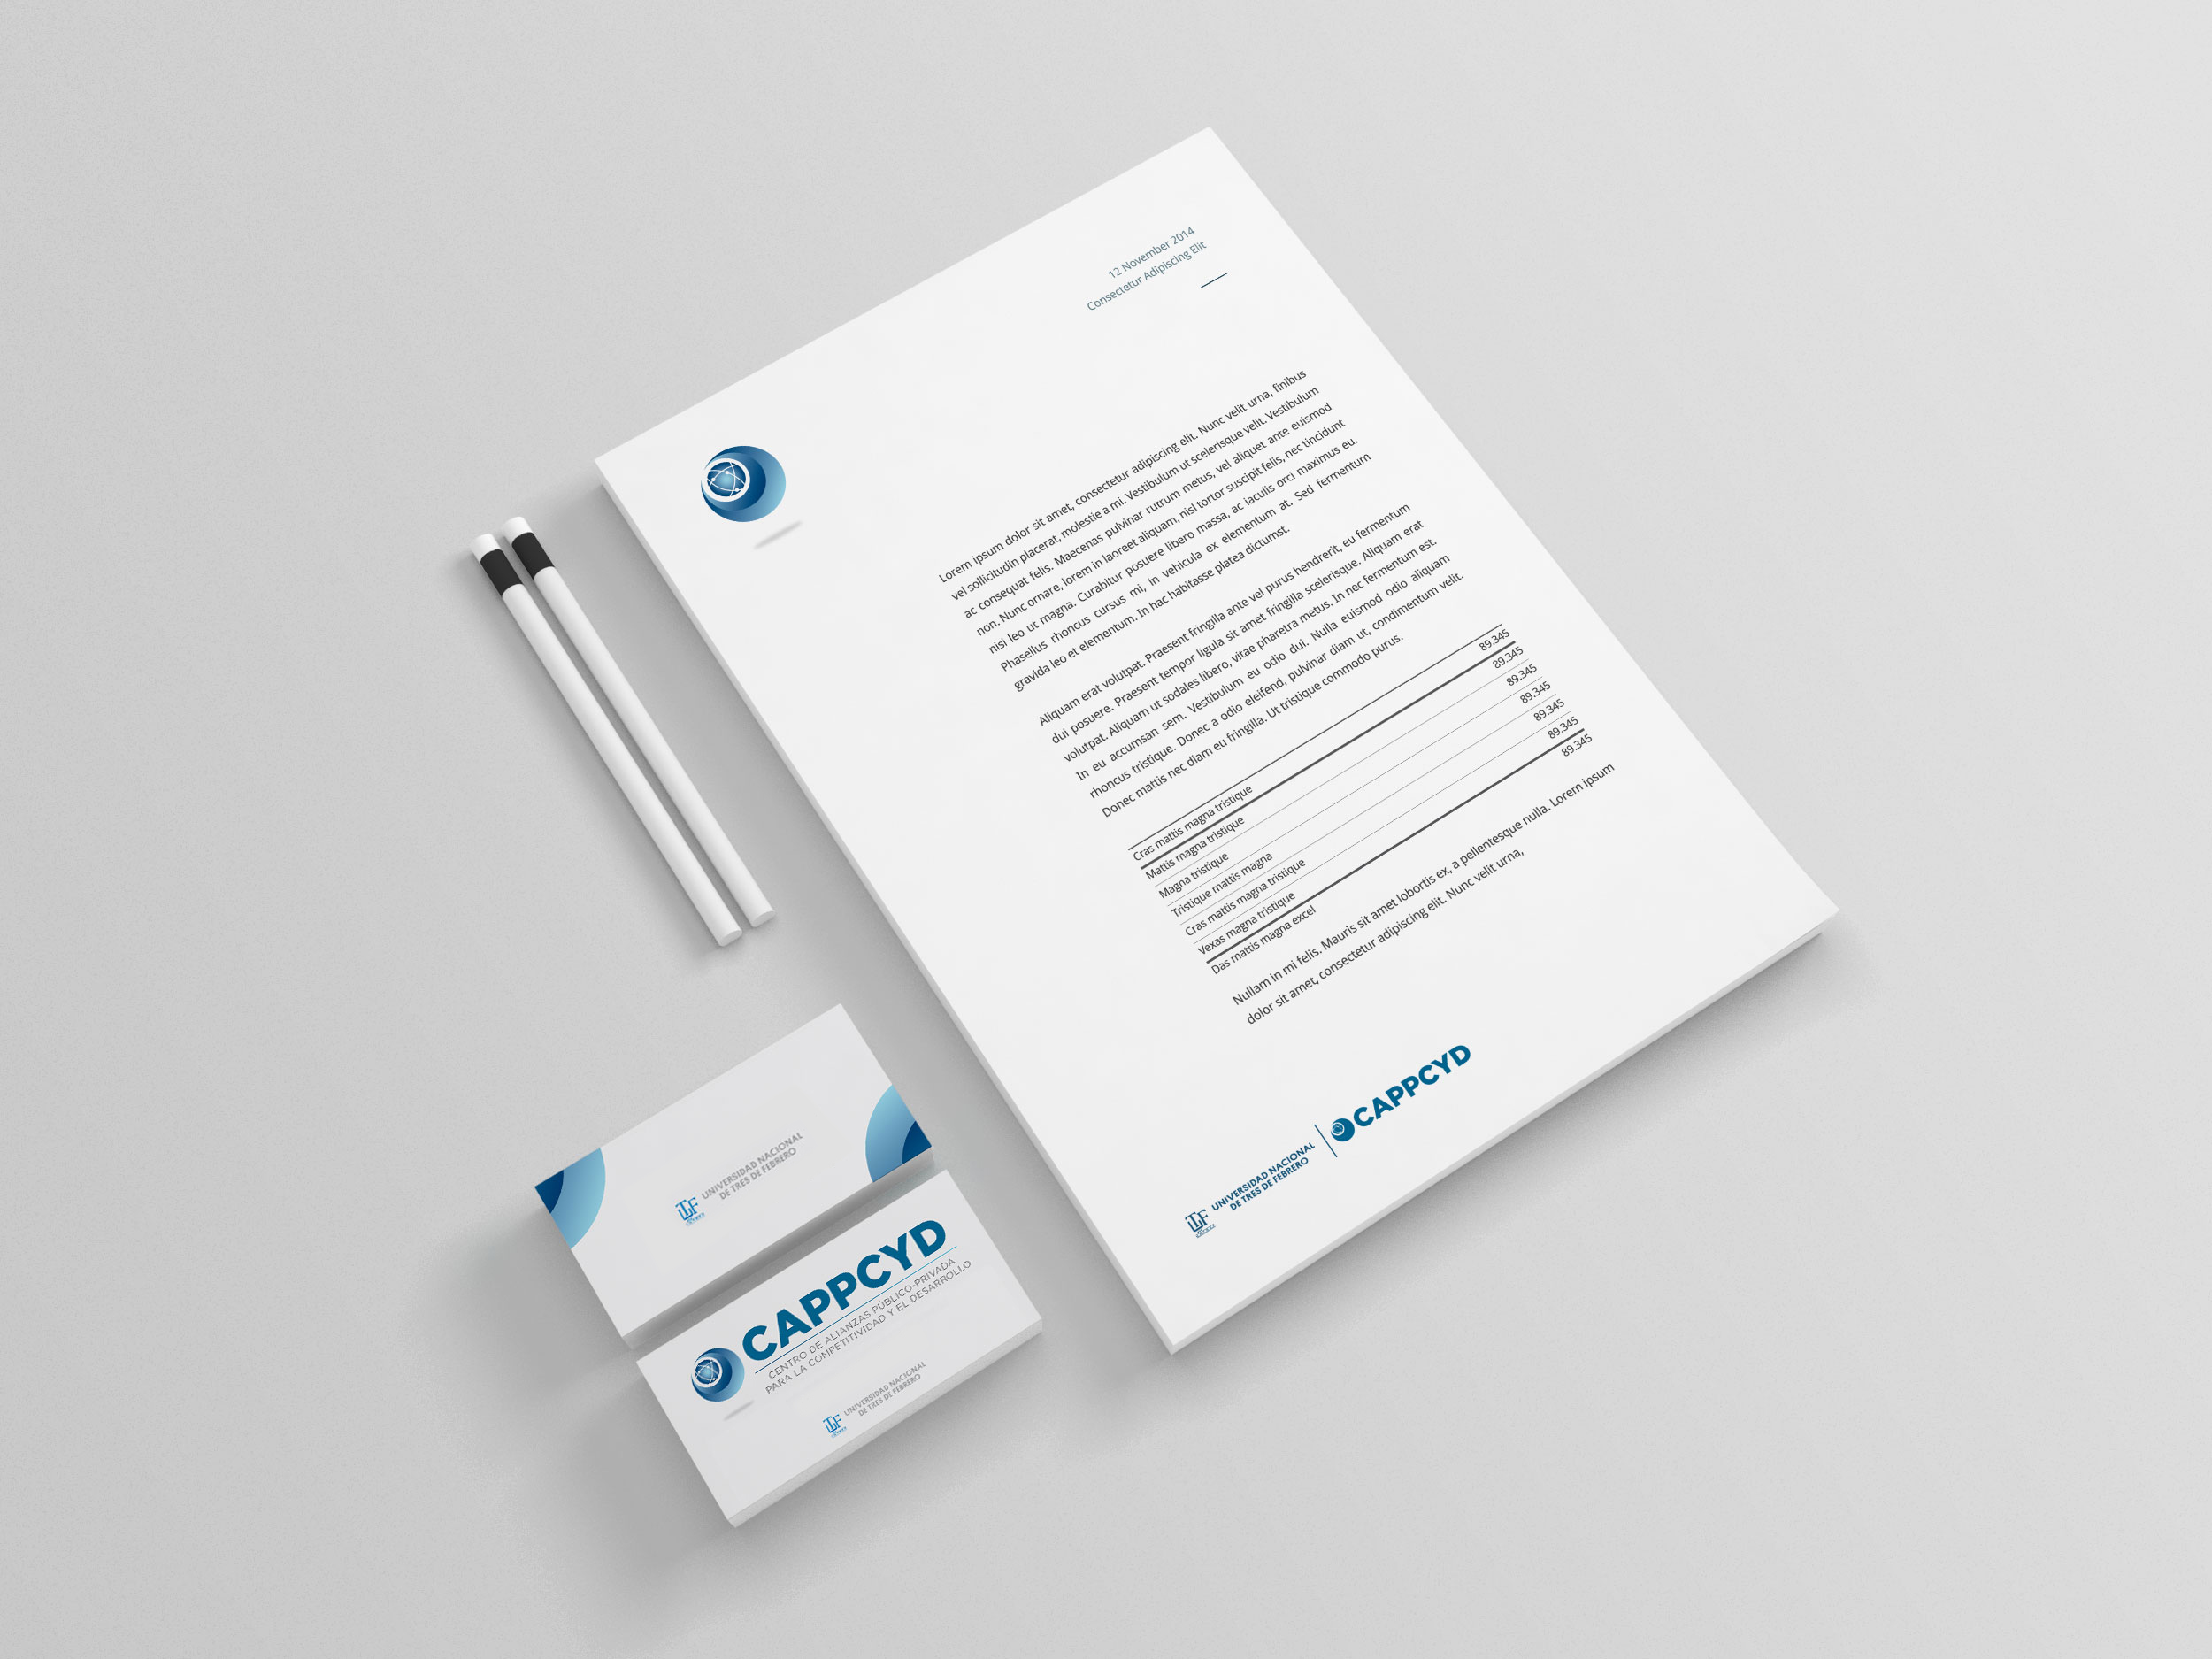 12 November 2014
Consectetur Adipiscing Elit
Lorem ipsum dolor sit amet, consectetur adipiscing elit. Nunc velit urna, finibus
vel sollicitudin placerat, molestie a mi. Vestibulum ut scelerisque velit. Vestibulum
ac consequat felis. Maecenas pulvinar rutrum metus, vel aliquet ante euismod
non. Nunc ornare, lorem in laoreet aliquam, nisl tortor suscipit felis, nec tincidunt
nisi leo ut magna. Curabitur posuere libero massa, ac iaculis orci maximus eu.
Phasellus rhoncus cursus mi, in vehicula ex elementum at. Sed fermentum
gravida leo et elementum. In hac habitasse platea dictumst.
Aliquam erat volutpat. Praesent fringilla ante vel purus hendrerit, eu fermentum
dui posuere. Praesent tempor ligula sit amet fringilla scelerisque. Aliquam erat
volutpat. Aliquam ut sodales libero, vitae pharetra metus. In nec fermentum est.
In eu accumsan sem. Vestibulum eu odio dui. Nulla euismod odio aliquam
rhoncus tristique. Donec a odio eleifend, pulvinar diam ut, condimentum velit.
Donec mattis nec diam eu fringilla. Ut tristique commodo purus.
Cras mattis magna tristique 89.345
Mattis magna tristique 89.345
Magna tristique 89.345
Tristique mattis magna 89.345
Cras mattis magna tristique 89.345
Vexas magna tristique 89.345
Das mattis magna excel 89.345
Nullam in mi felis. Mauris sit amet lobortis ex, a pellentesque nulla. Lorem ipsum
dolor sit amet, consectetur adipiscing elit. Nunc velit urna,
UNIVERSIDAD NACIONAL
DE TRES DE FEBRERO
CAPPCYD
UNIVERSIDAD NACIONAL
DE TRES DE FEBRERO
CAPPCYD
CENTRO DE ALIANZAS PÚBLICO-PRIVADA
PARA LA COMPETITIVIDAD Y EL DESARROLLO
UNIVERSIDAD NACIONAL
DE TRES DE FEBRERO